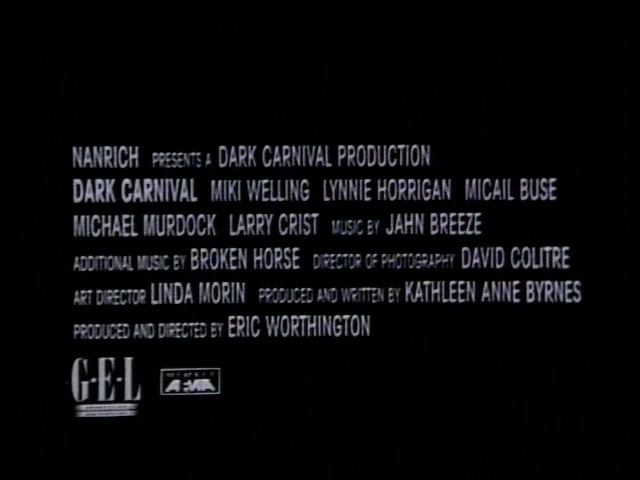 NANRICH PRESENTS A DARK CARNIVAL PRODUCTION
DARK CARNIVAL MIKI WELLING LYNNIE HORRIGAN MICAIL BUSE
MICHAEL MURDOCK LARRY CRIST MUSIC BY JAHN BREEZE
ADDITIONAL MUSIC BY BROKEN HORSE DIRECTOR OF PHOTOGRAPHY DAVID COLITRE
ART DIRECTOR LINDA MORIN PRODUCED AND WRITTEN BY KATHLEEN ANNE BYRNES
PRODUCED AND DIRECTED BY ERIC WORTHINGTON
G·E·L
MEMBER AFMA